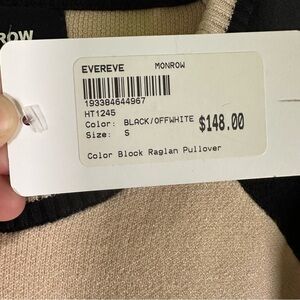 ROW
EVEREVE MONROW
193384644967
HT1245
Color: BLACK/OFFWHITE $148.00
Size: S
Color Block Raglan Pullover